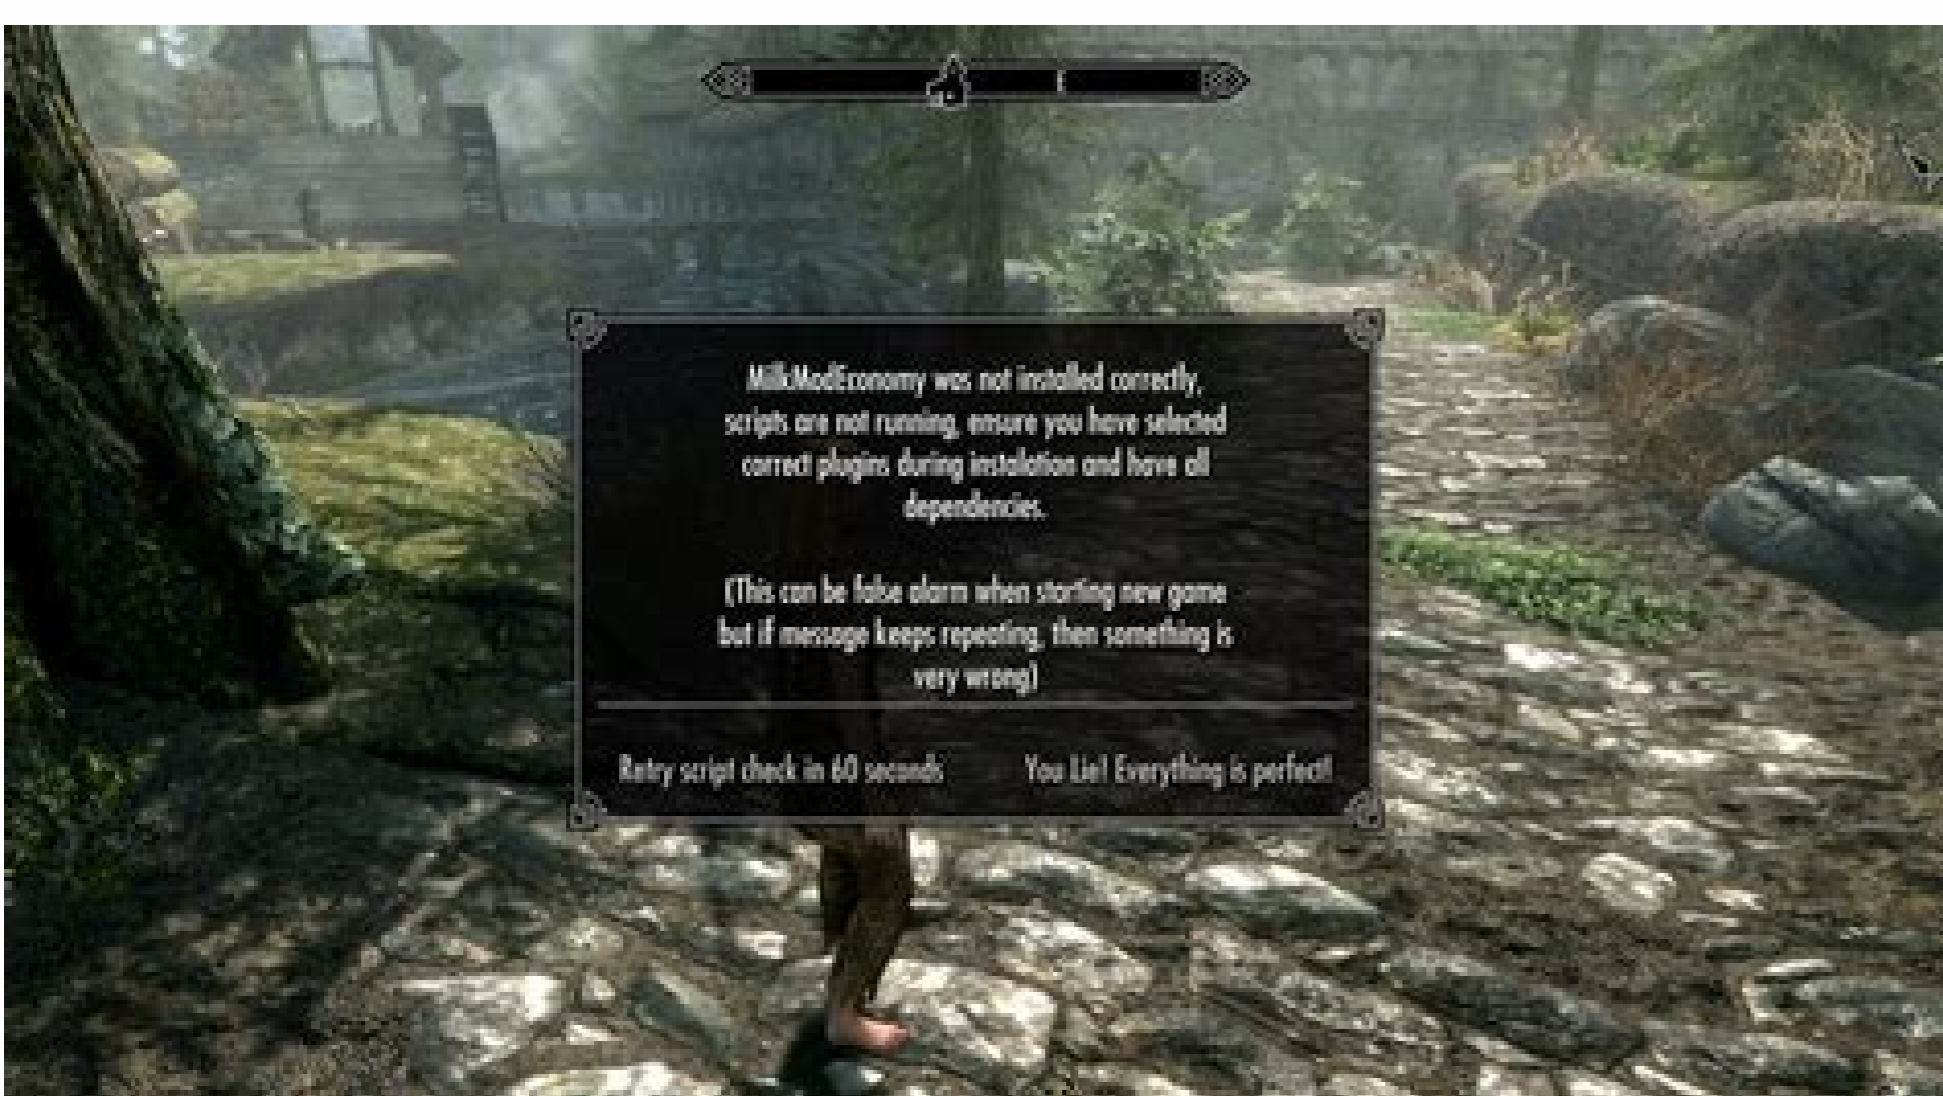 MilkModEconomy was not installed correctly,
scripts are not running, ensure you have selected
correct plugins during instalation and have all
dependencies.
(This can be false alarm when starting new game
but if message keeps repeating, then something is
very wrong)
Retry script check in 60 seconds
You Lie! Everything is perfect!